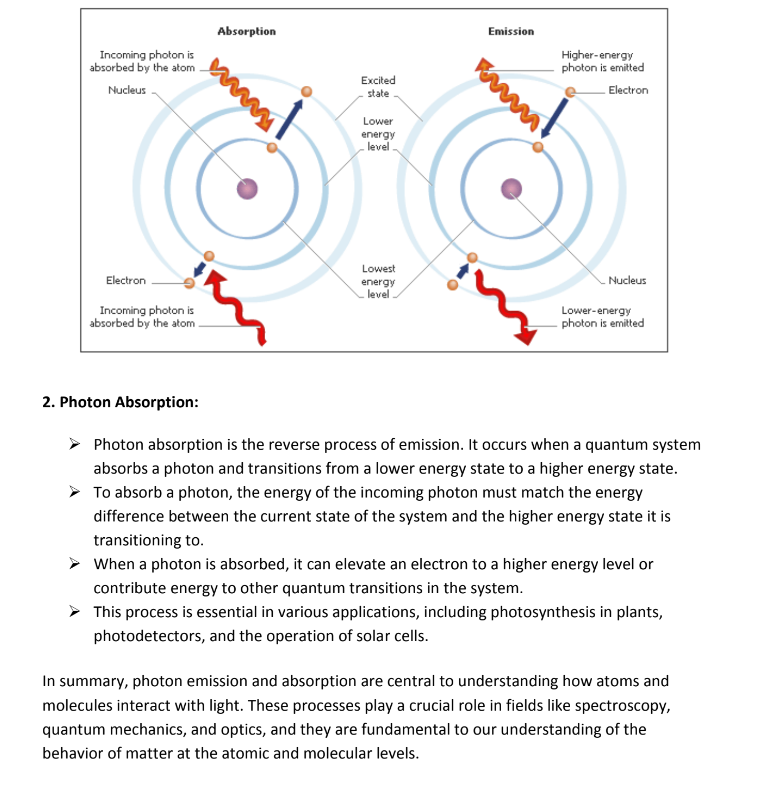 Absorption
Emission
Incoming photon is
absorbed by the atom
Nucleus
Excited
state
Lower
energy
level
Higher-energy
photon is emitted
Electron
Electron
Incoming photon is
absorbed by the atom
Lowest
energy
level
Nucleus
Lower-energy
photon is emitted
2. Photon Absorption:
➢ Photon absorption is the reverse process of emission. It occurs when a quantum system
absorbs a photon and transitions from a lower energy state to a higher energy state.
➢ To absorb a photon, the energy of the incoming photon must match the energy
difference between the current state of the system and the higher energy state it is
transitioning to.
➢ When a photon is absorbed, it can elevate an electron to a higher energy level or
contribute energy to other quantum transitions in the system.
➢ This process is essential in various applications, including photosynthesis in plants,
photodetectors, and the operation of solar cells.
In summary, photon emission and absorption are central to understanding how atoms and
molecules interact with light. These processes play a crucial role in fields like spectroscopy,
quantum mechanics, and optics, and they are fundamental to our understanding of the
behavior of matter at the atomic and molecular levels.